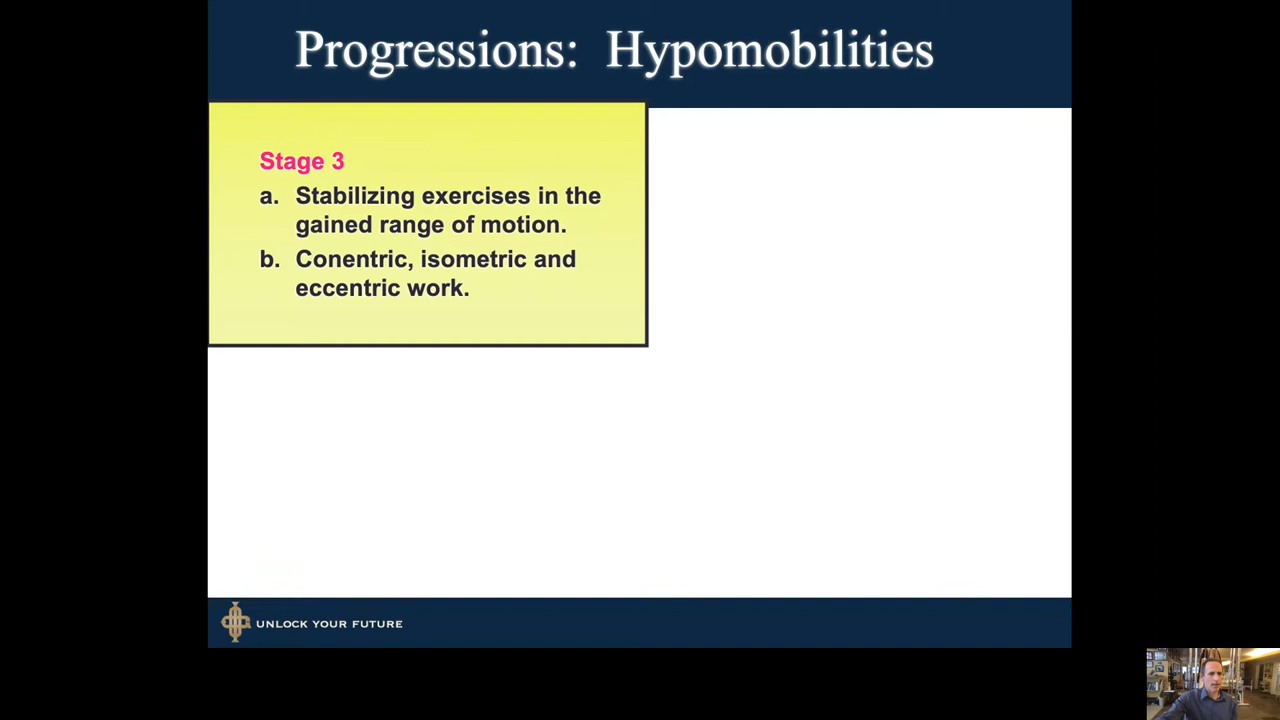 Progressions: Hypomobilities
Stage 3
a. Stabilizing exercises in the
gained range of motion.
b. Conentric, isometric and
eccentric work.
UNLOCK YOUR FUTURE